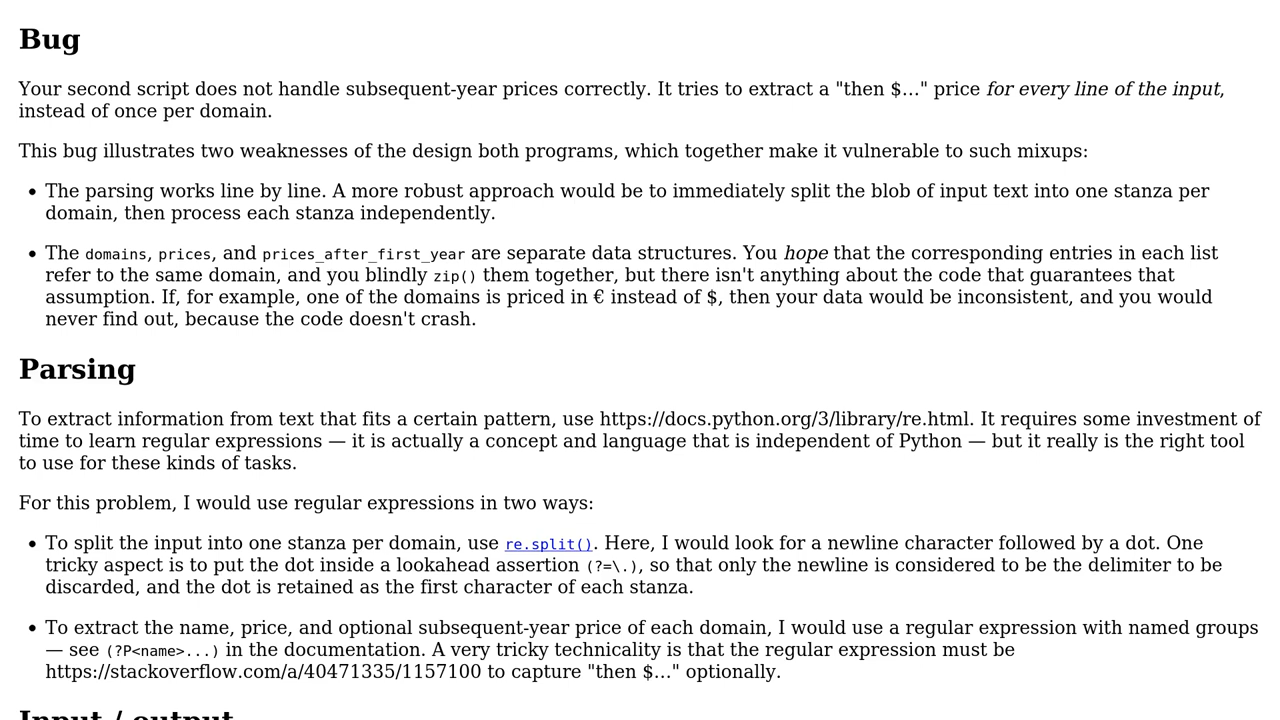 Bug
Your second script does not handle subsequent-year prices correctly. It tries to extract a "then $…" price for every line of the input,
instead of once per domain.
This bug illustrates two weaknesses of the design both programs, which together make it vulnerable to such mixups:
• The parsing works line by line. A more robust approach would be to immediately split the blob of input text into one stanza per
domain, then process each stanza independently.
• The domains, prices, and prices_after_first_year are separate data structures. You hope that the corresponding entries in each list
refer to the same domain, and you blindly zip() them together, but there isn't anything about the code that guarantees that
assumption. If, for example, one of the domains is priced in € instead of $, then your data would be inconsistent, and you would
never find out, because the code doesn't crash.
Parsing
To extract information from text that fits a certain pattern, use https://docs.python.org/3/library/re.html. It requires some investment of
time to learn regular expressions — it is actually a concept and language that is independent of Python — but it really is the right tool
to use for these kinds of tasks.
For this problem, I would use regular expressions in two ways:
• To split the input into one stanza per domain, use re.split(). Here, I would look for a newline character followed by a dot. One
tricky aspect is to put the dot inside a lookahead assertion (?=\.), so that only the newline is considered to be the delimiter to be
discarded, and the dot is retained as the first character of each stanza.
• To extract the name, price, and optional subsequent-year price of each domain, I would use a regular expression with named groups
— see (?P<name>...) in the documentation. A very tricky technicality is that the regular expression must be
https://stackoverflow.com/a/40471335/1157100 to capture "then $…" optionally.
Input / output